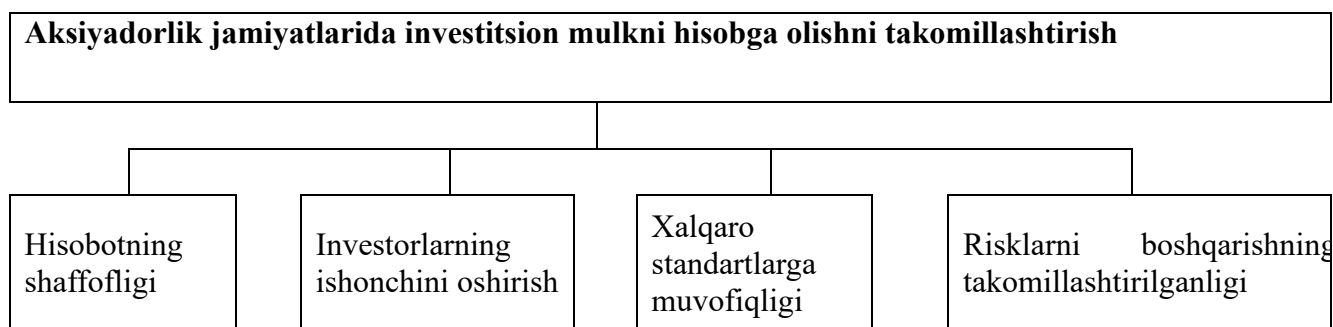 Aksiyadorlik jamiyatlarida investitsion mulkni hisobga olishni takomillashtirish
Hisobotning
shaffofligi
Investorlarning
ishonchini oshirish
Xalqaro
standartlarga
muvofiqligi
Risklarni boshqarishning
takomillashtirilganligi